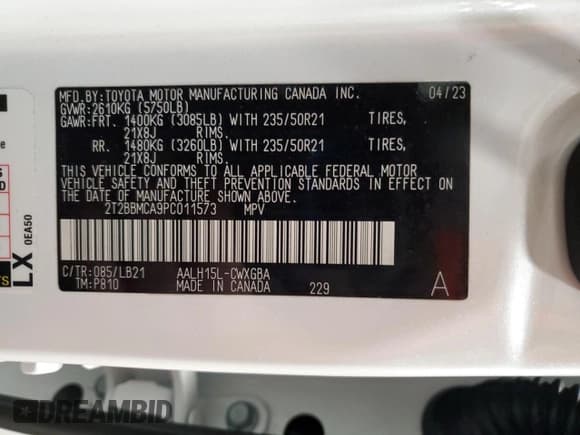 MFD.BY:TOYOTA MOTOR MANUFACTURING CANADA INC. 04/23
GVWR:2610KG (5750LB)
GAWR:FRT. 1400KG (3085LB) WITH 235/50R21 TIRES,
21X8J RIMS.
RR. 1480KG (3260LB) WITH 235/50R21 TIRES,
21X8J RIMS.
THIS VEHICLE CONFORMS TO ALL APPLICABLE FEDERAL MOTOR
VEHICLE SAFETY AND THEFT PREVENTION STANDARDS IN EFFECT
ON THE DATE OF MANUFACTURE SHOWN ABOVE.
2T2BBMCA9PC011573 MPV
C/TR:085/LB21 AALH15L-CWXGBA
TM:P810 MADE IN CANADA 229 A
LX 0EA50
DREAMBID